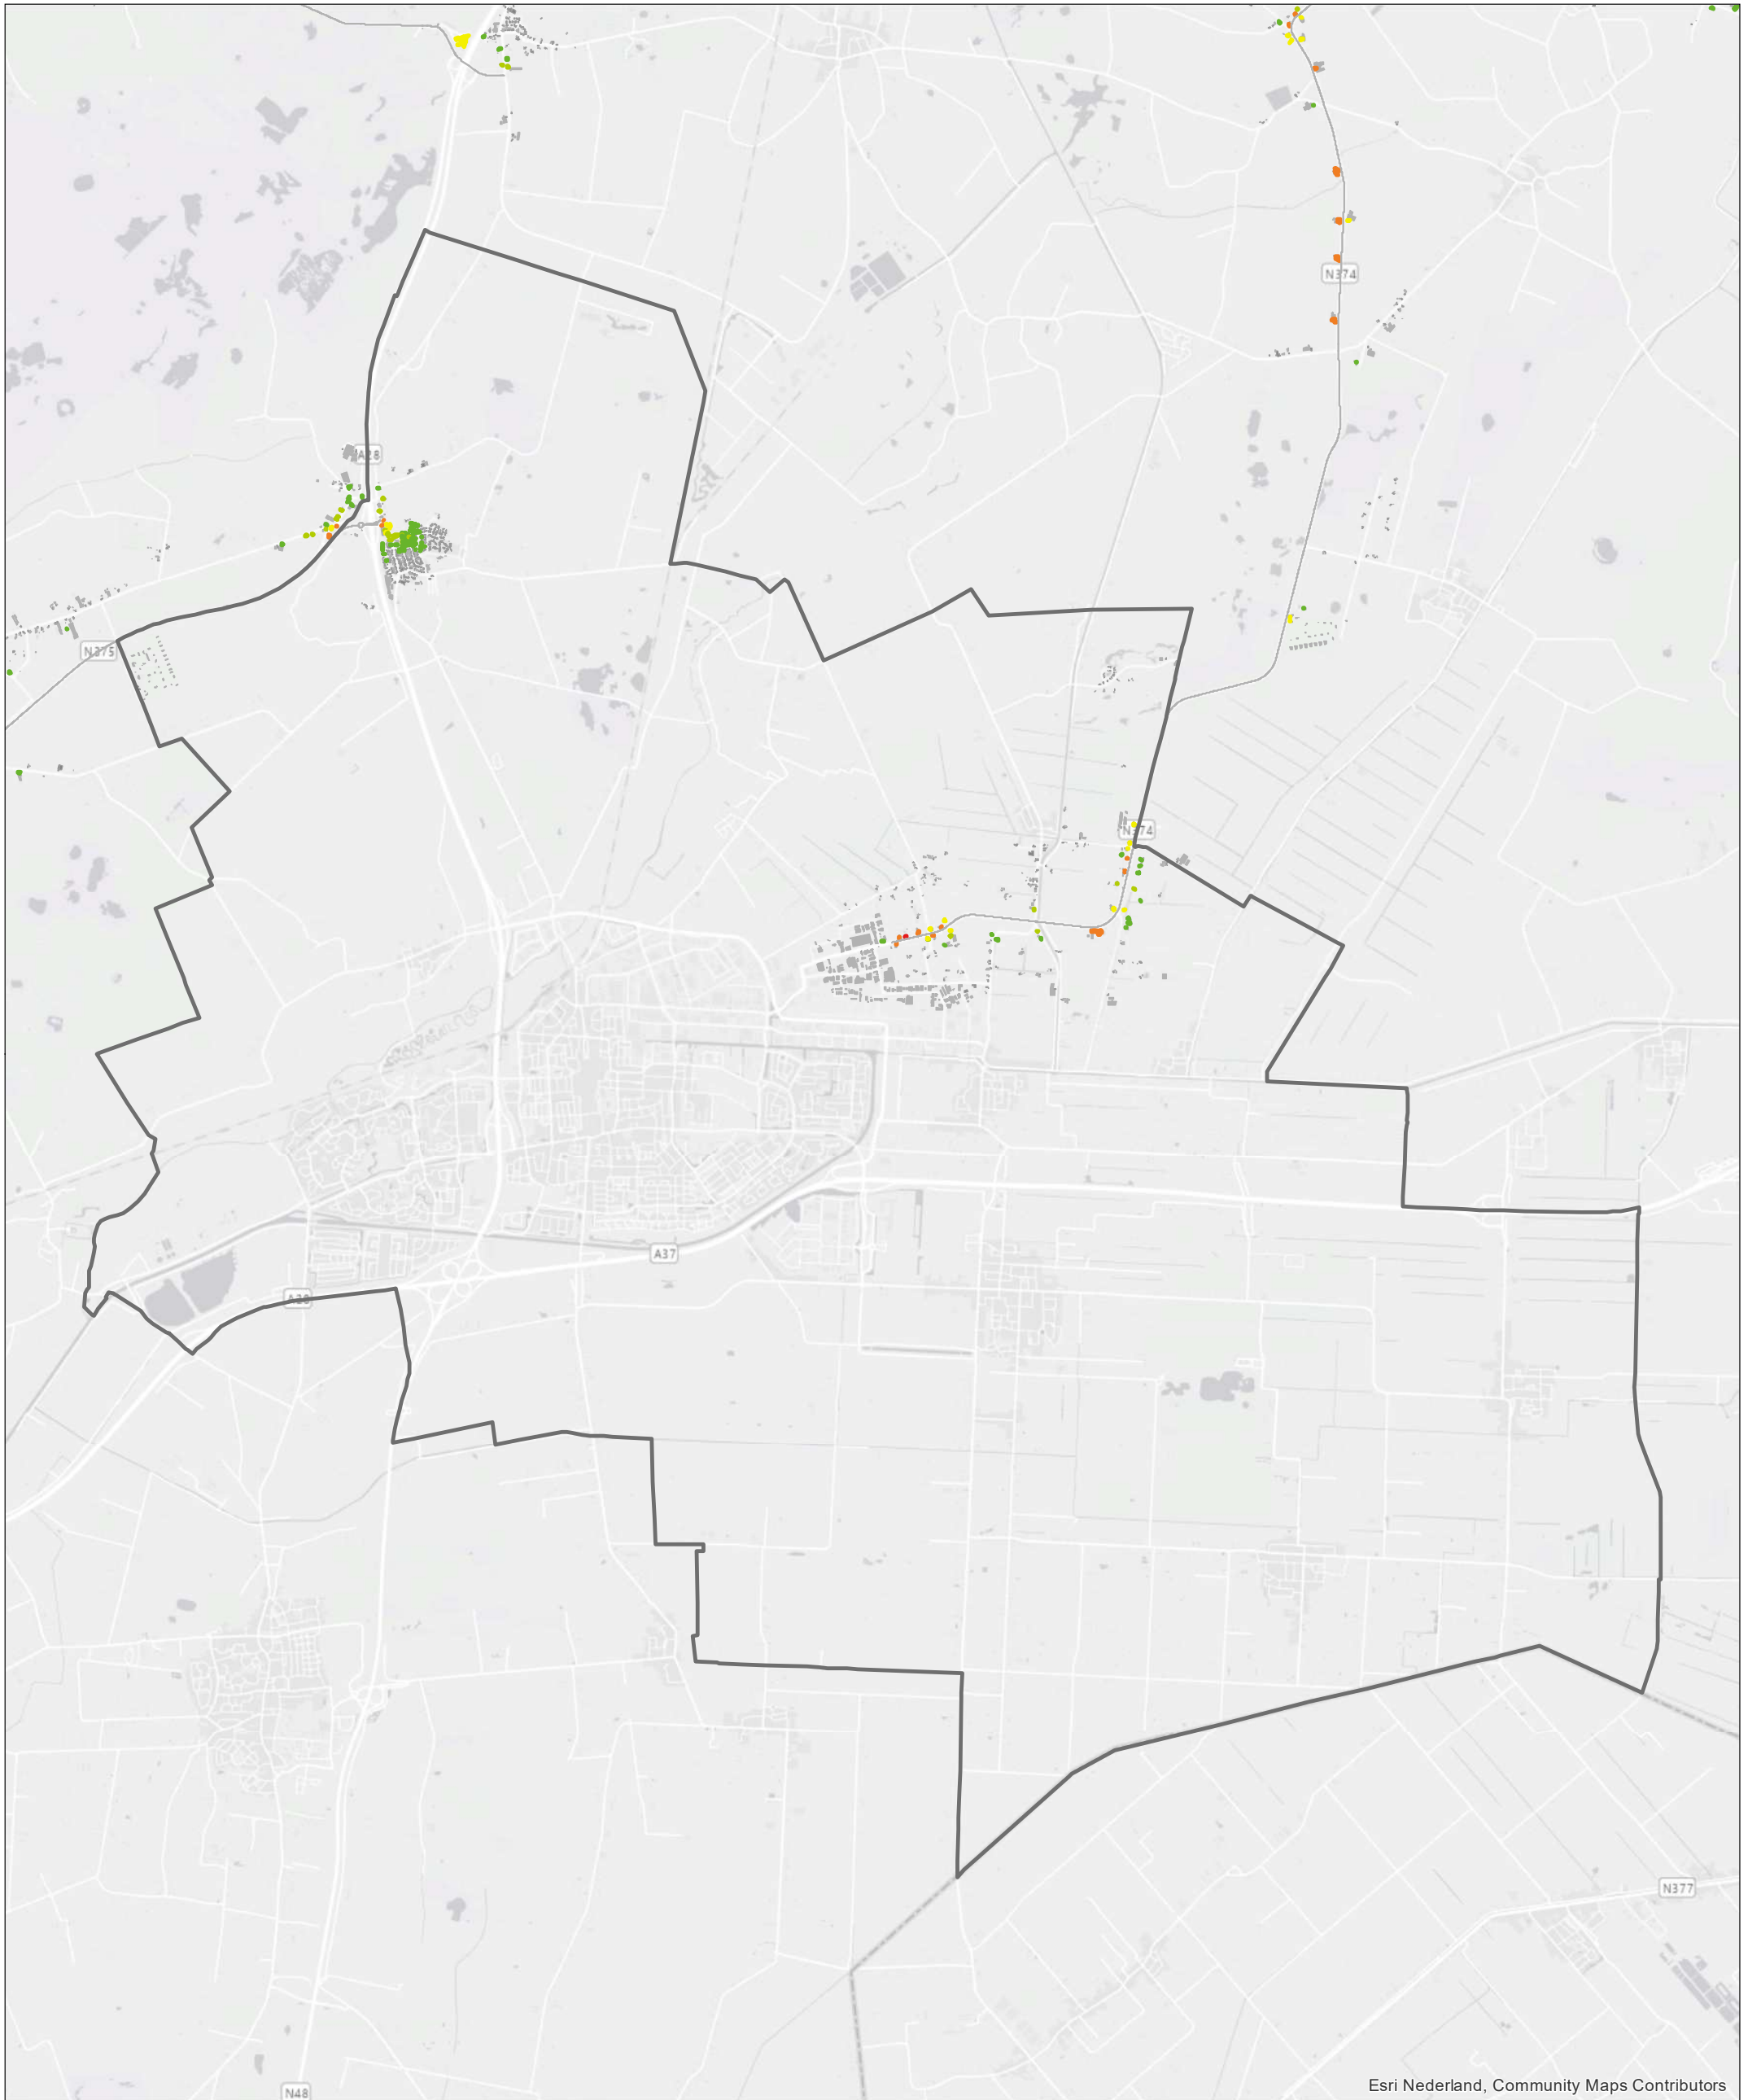 N374
A28
N375
N374
A37
A28
N377
N48
Esri Nederland, Community Maps Contributors